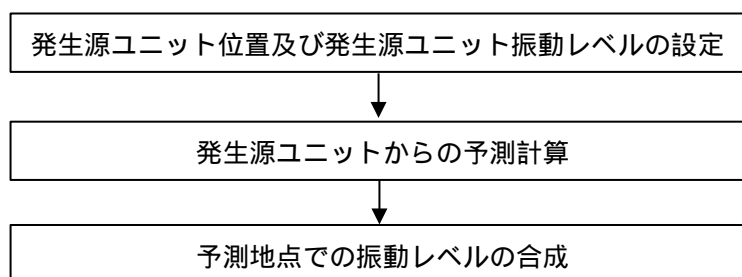 発生源ユニット位置及び発生源ユニット振動レベルの設定
発生源ユニットからの予測計算
予測地点での振動レベルの合成